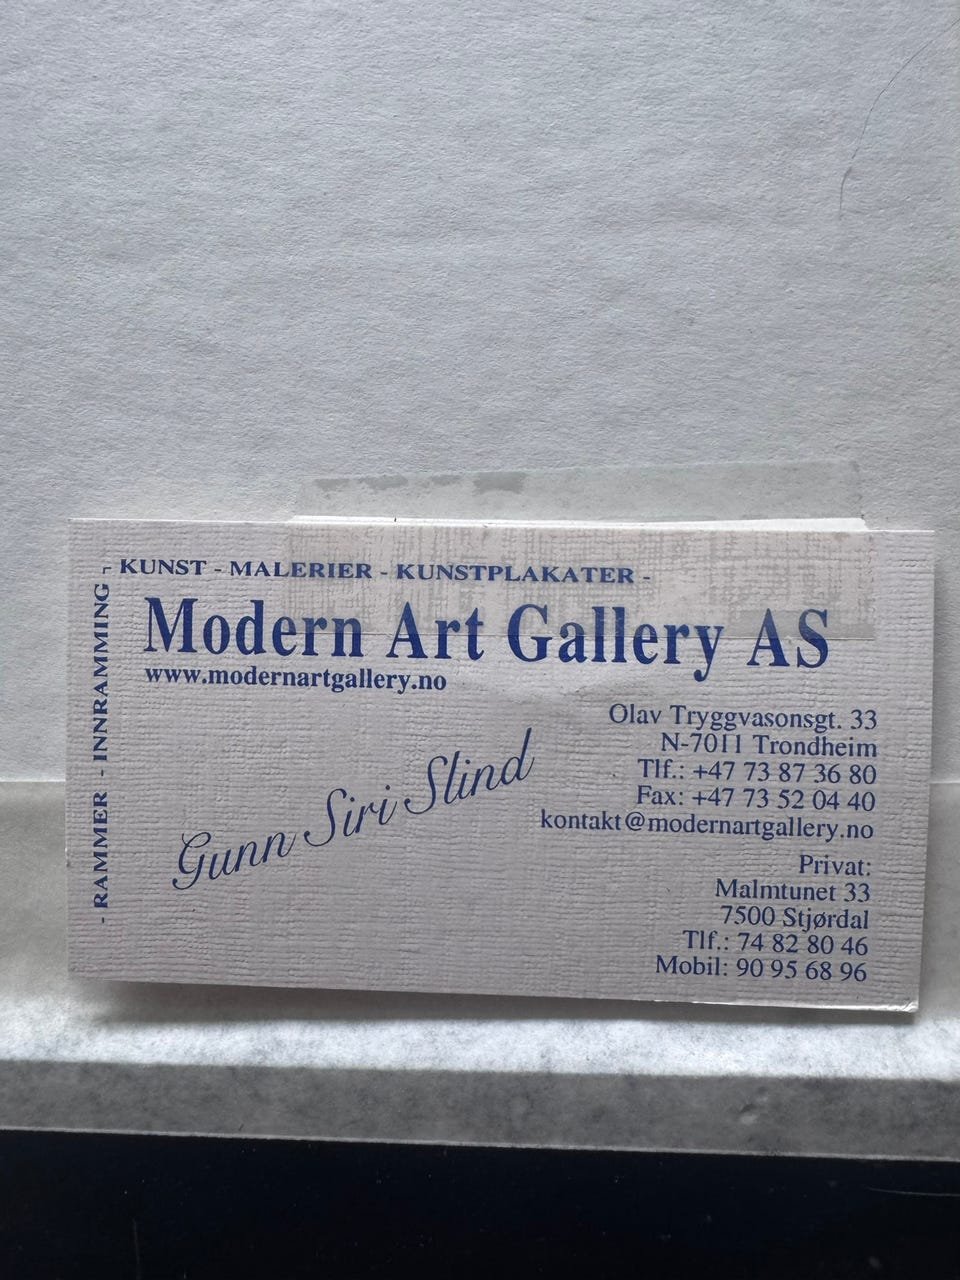 - RAMMER - INNRAMMING -
KUNST - MALERIER - KUNSTPLAKATER -
Modern Art Gallery AS
www.modernartgallery.no
Gunn Siri Slind
Olav Tryggvasonsgt. 33
N-7011 Trondheim
Tlf.: +47 73 87 36 80
Fax: +47 73 52 04 40
kontakt@modernartgallery.no
Privat:
Malmtunet 33
7500 Stjørdal
Tlf.: 74 82 80 46
Mobil: 90 95 68 96